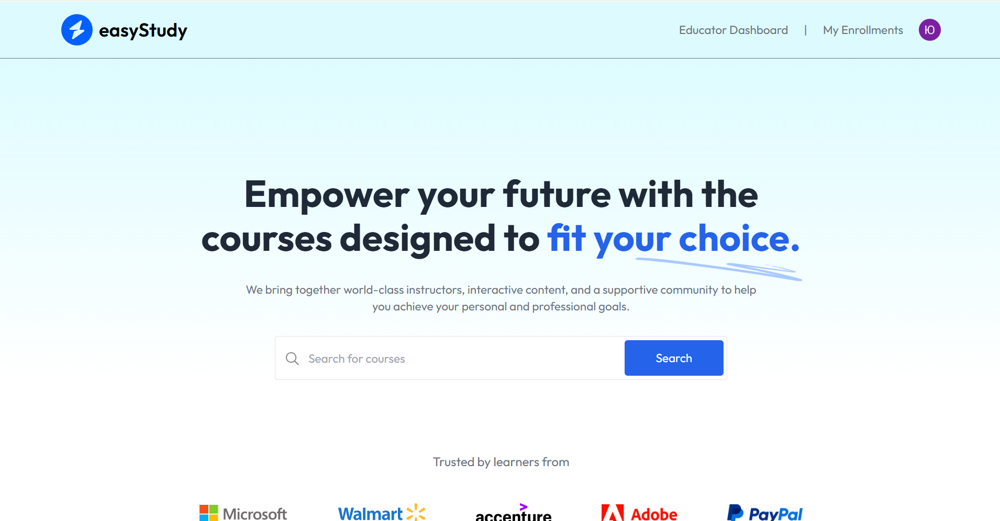 easyStudy
Educator Dashboard | My Enrollments Ю
Empower your future with the
courses designed to fit your choice.
We bring together world-class instructors, interactive content, and a supportive community to help
you achieve your personal and professional goals.
Search for courses
Search
Trusted by learners from
Microsoft Walmart accenture Adobe PayPal